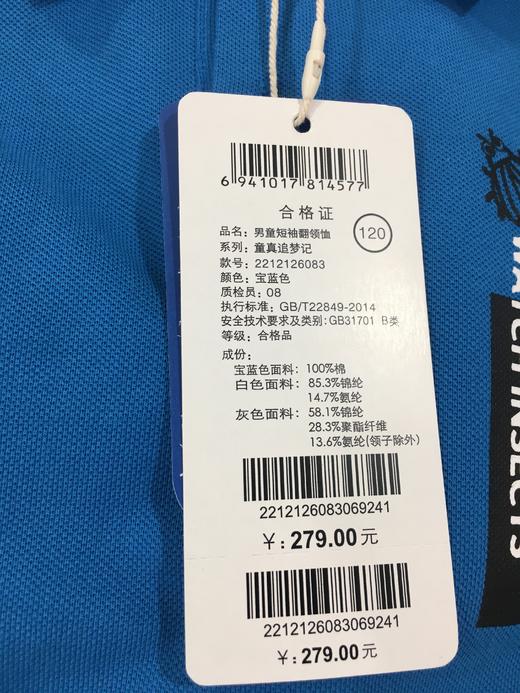 6 941017 814577
合格证
品名: 男童短袖翻领恤
120
系列: 童真追梦记
款号: 2212126083
颜色: 宝蓝色
质检员: 08
执行标准: GB/T22849-2014
安全技术要求及类别: GB31701 B类
等级: 合格品
成份:
宝蓝色面料: 100%棉
白色面料: 85.3%锦纶
14.7%氨纶
灰色面料: 58.1%锦纶
28.3%聚酯纤维
13.6%氨纶(领子除外)
2212126083069241
¥: 279.00元
2212126083069241
¥: 279.00元
INSECTS